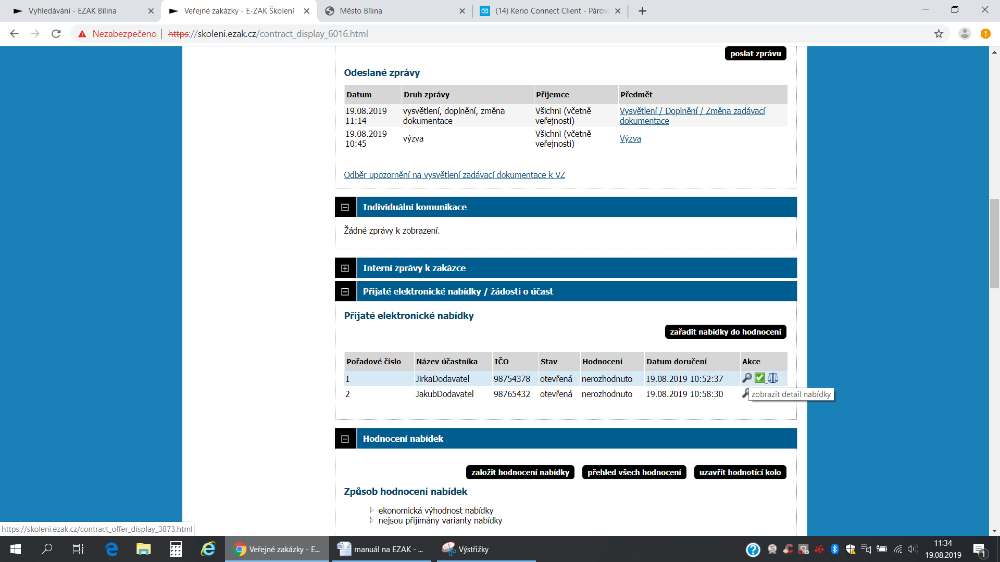 Vyhledávání - EZAK Bílina
Veřejné zakázky - E-ZAK Školení
Město Bílina
(14) Kerio Connect Client - Párova
Nezabezpečeno
https://skoleni.ezak.cz/contract_display_6016.html
poslat zprávu
Odeslané zprávy
Datum Druh zprávy Příjemce Předmět
19.08.2019 11:14 vysvětlení, doplnění, změna dokumentace Všichni (včetně veřejnosti) Vysvětlení / Doplnění / Změna zadávací dokumentace
19.08.2019 10:45 výzva Všichni (včetně veřejnosti) Výzva
Odběr upozornění na vysvětlení zadávací dokumentace k VZ
Individuální komunikace
Žádné zprávy k zobrazení.
Interní zprávy k zakázce
Přijaté elektronické nabídky / žádosti o účast
Přijaté elektronické nabídky
zařadit nabídky do hodnocení
Pořadové číslo Název účastníka IČO Stav Hodnocení Datum doručení Akce
1 JirkaDodavatel 98754378 otevřená nerozhodnuto 19.08.2019 10:52:37
2 JakubDodavatel 98765432 otevřená nerozhodnuto 19.08.2019 10:58:30
zobrazit detail nabídky
Hodnocení nabídek
založit hodnocení nabídky přehled všech hodnocení uzavřít hodnotící kolo
Způsob hodnocení nabídek
ekonomická výhodnost nabídky
nejsou přijímány varianty nabídky
https://skoleni.ezak.cz/contract_offer_display_3873.html
Veřejné zakázky - E...
manuál na EZAK - ...
Výstřižky
11:34
19.08.2019
1